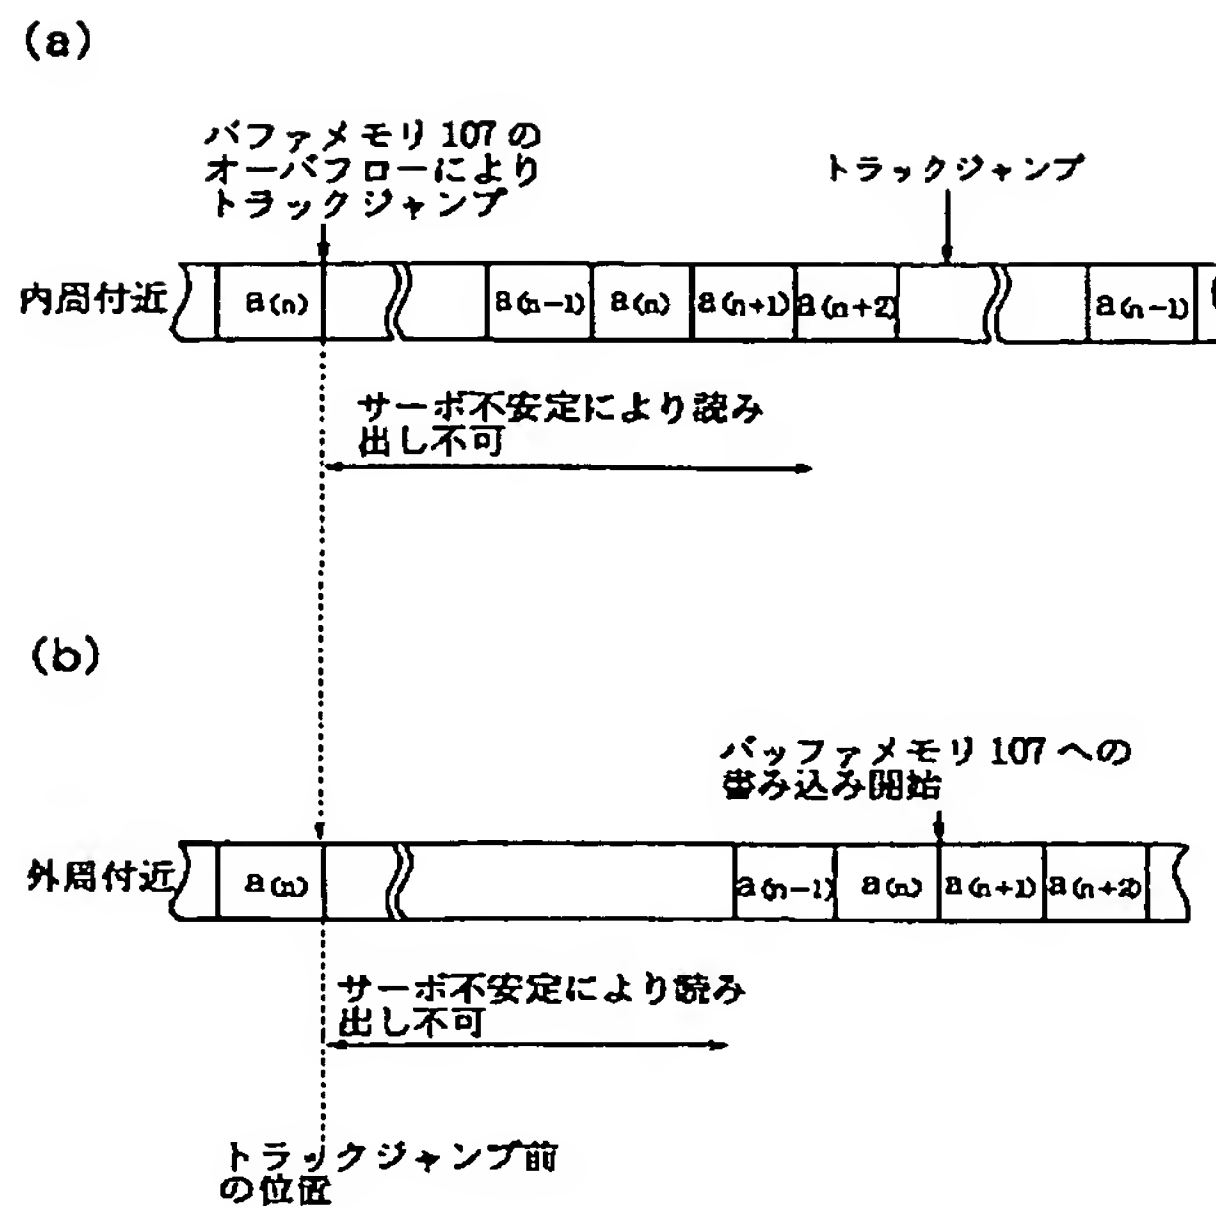 (a)
バファメモリ 107 の
オーバフローにより
トラックジャンプ
トラックジャンプ
内周付近
a(n)
a(n-1)
a(n)
a(n+1)
a(n+2)
a(n-1)
サーボ不安定により読み
出し不可
(b)
バッファメモリ 107 への
書み込み開始
外周付近
a(n)
a(n-1)
a(n)
a(n+1)
a(n+2)
サーボ不安定により読み
出し不可
トラックジャンプ前
の位置